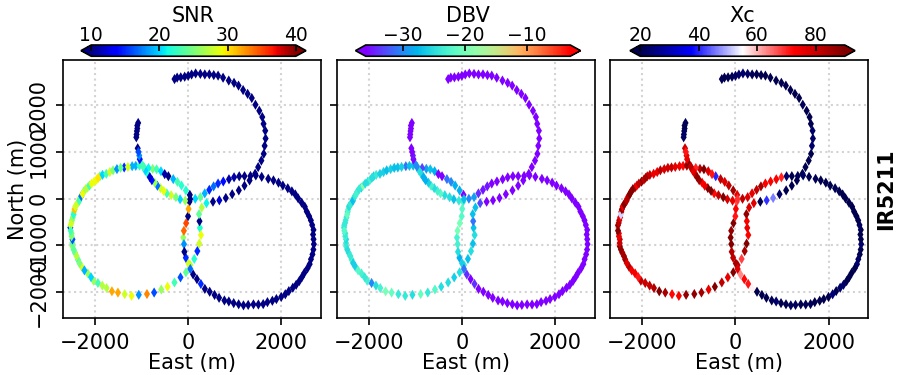 SNR DBV Xc
10 20 30 40 −30 −20 −10 20 40 60 80
North (m)
2000
1000
0
−1000
−2000
IR5211
−2000 0 2000 −2000 0 2000 −2000 0 2000
East (m) East (m) East (m)